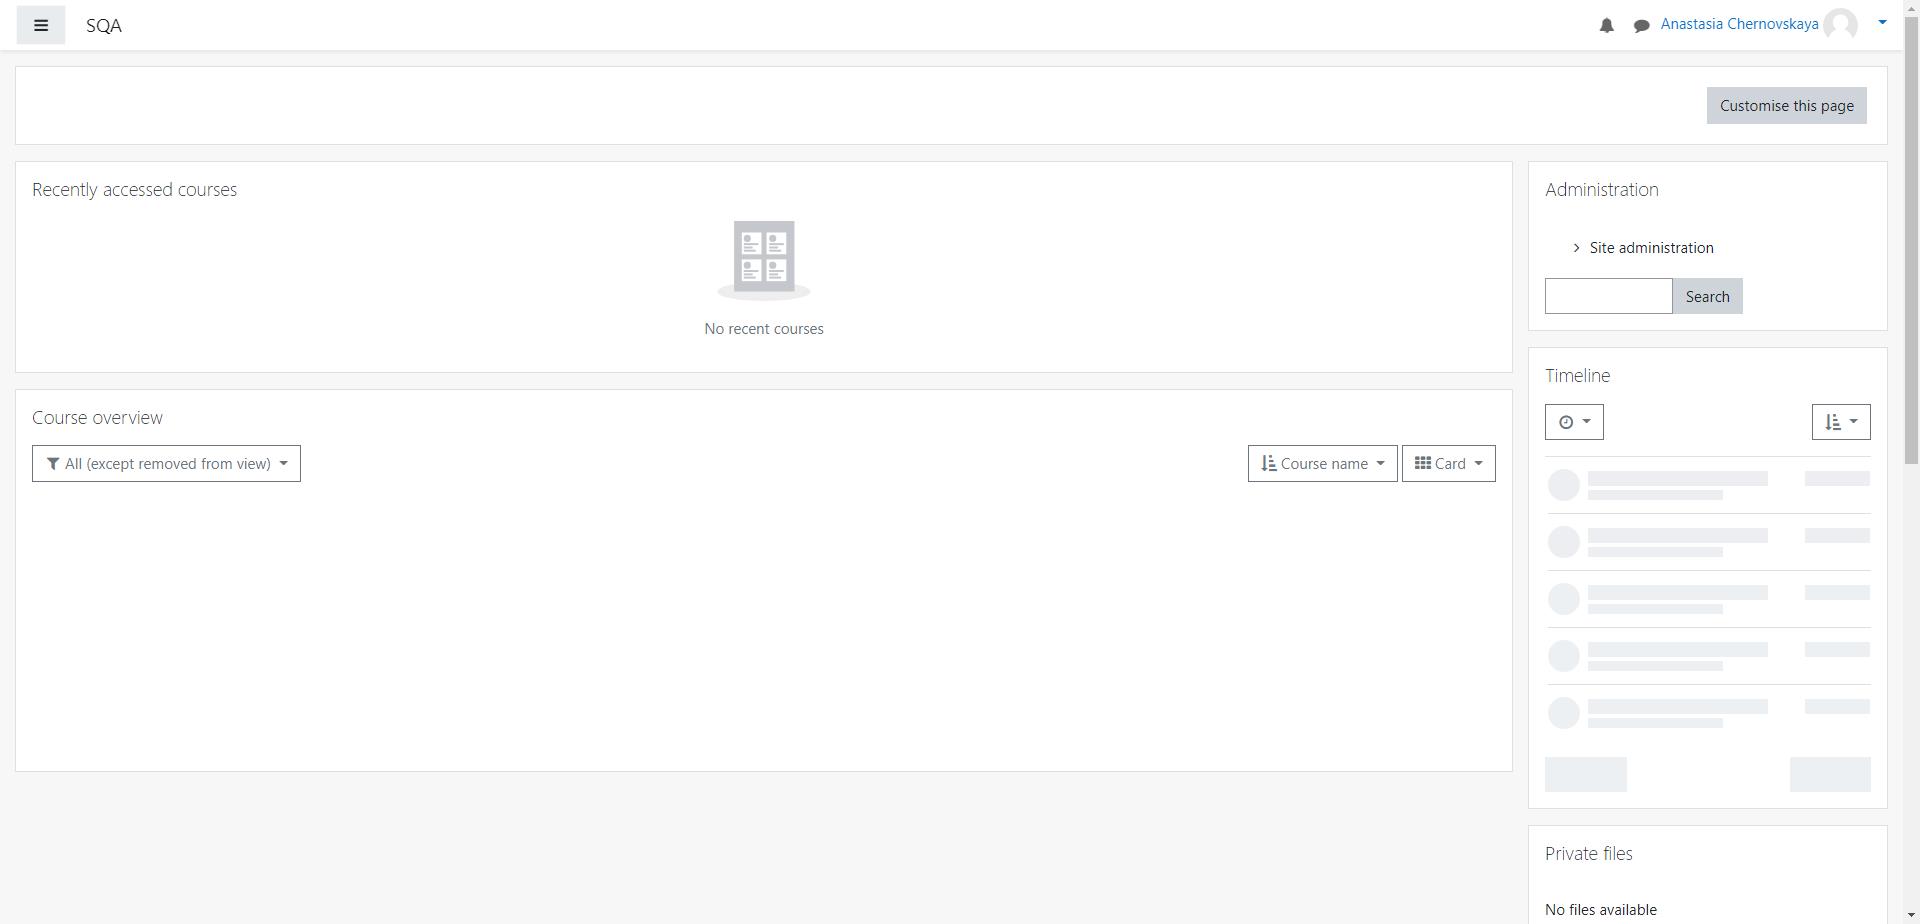 SQA
Anastasia Chernovskaya
Customise this page
Recently accessed courses
No recent courses
Course overview
All (except removed from view)
Course name
Card
Administration
Site administration
Search
Timeline
Private files
No files available